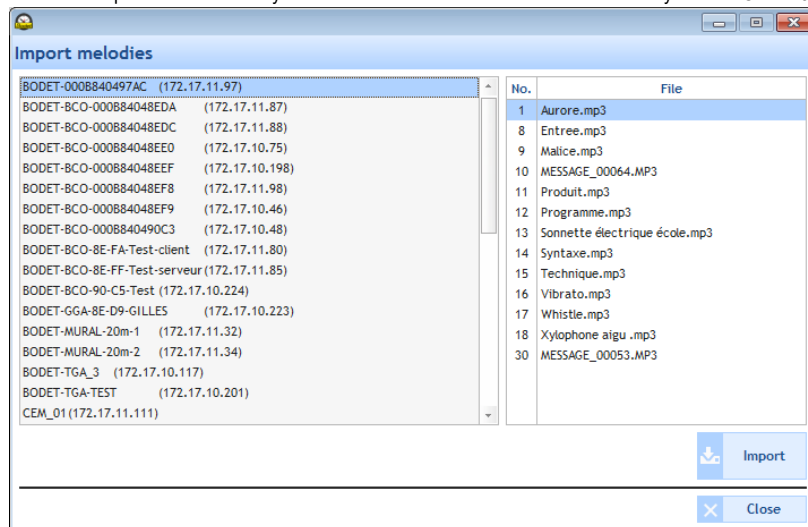 Import melodies
BODET-000B840497AC (172.17.11.97)
BODET-BCO-000B84048EDA (172.17.11.87)
BODET-BCO-000B84048EDC (172.17.11.88)
BODET-BCO-000B84048EE0 (172.17.10.75)
BODET-BCO-000B84048EEF (172.17.10.198)
BODET-BCO-000B84048EF8 (172.17.11.98)
BODET-BCO-000B84048EF9 (172.17.10.46)
BODET-BCO-000B840490C3 (172.17.10.48)
BODET-BCO-8E-FA-Test-client (172.17.11.80)
BODET-BCO-8E-FF-Test-serveur (172.17.11.85)
BODET-BCO-90-C5-Test (172.17.10.224)
BODET-GGA-8E-D9-GILLES (172.17.10.223)
BODET-MURAL-20m-1 (172.17.11.32)
BODET-MURAL-20m-2 (172.17.11.34)
BODET-TGA_3 (172.17.10.117)
BODET-TGA-TEST (172.17.10.201)
CEM_01 (172.17.11.111)
No. File
1 Aurore.mp3
8 Entree.mp3
9 Malice.mp3
10 MESSAGE_00064.MP3
11 Produit.mp3
12 Programme.mp3
13 Sonnette électrique école.mp3
14 Syntaxe.mp3
15 Technique.mp3
16 Vibrato.mp3
17 Whistle.mp3
18 Xylophone aigu .mp3
30 MESSAGE_00053.MP3
Import
Close